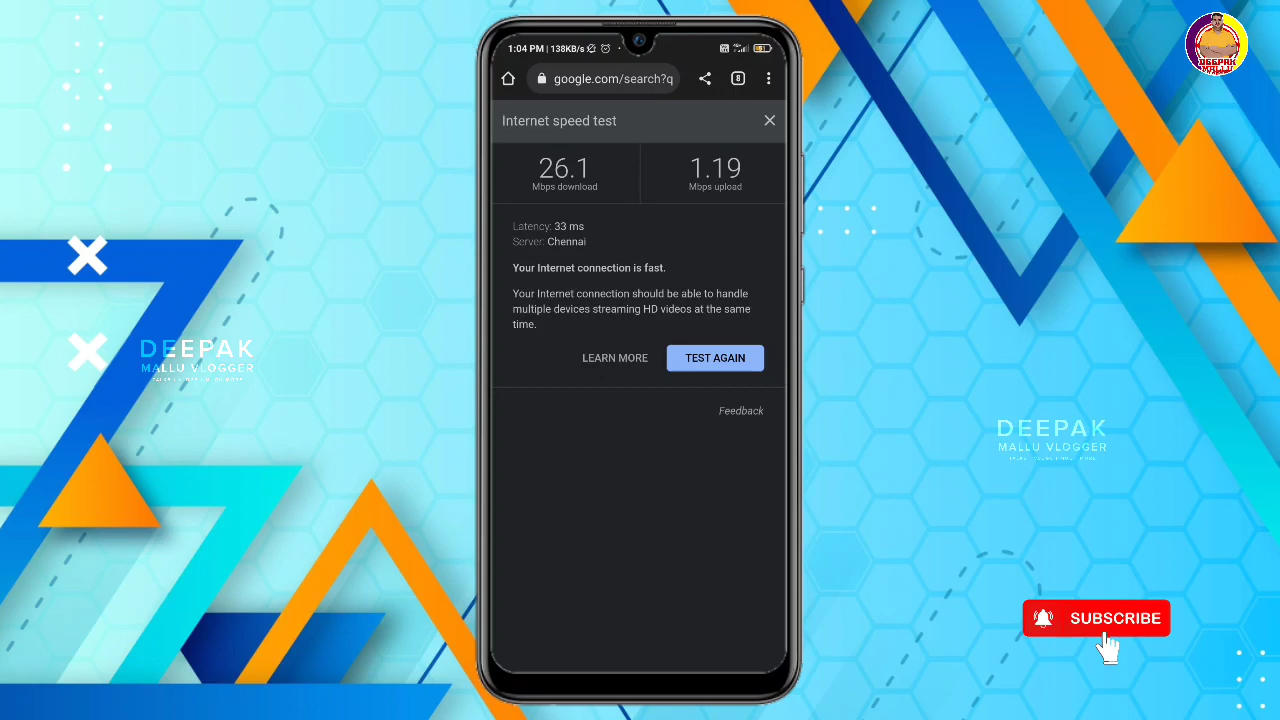 1:04 PM | 138KB/s
google.com/search?q
8
Internet speed test
26.1
Mbps download
1.19
Mbps upload
Latency: 33 ms
Server: Chennai
Your Internet connection is fast.
Your Internet connection should be able to handle
multiple devices streaming HD videos at the same
time.
LEARN MORE
TEST AGAIN
Feedback
DEEPAK
MALLU VLOGGER
DEEPAK
MALLU VLOGGER
DEEPAK
MALLU
SUBSCRIBE